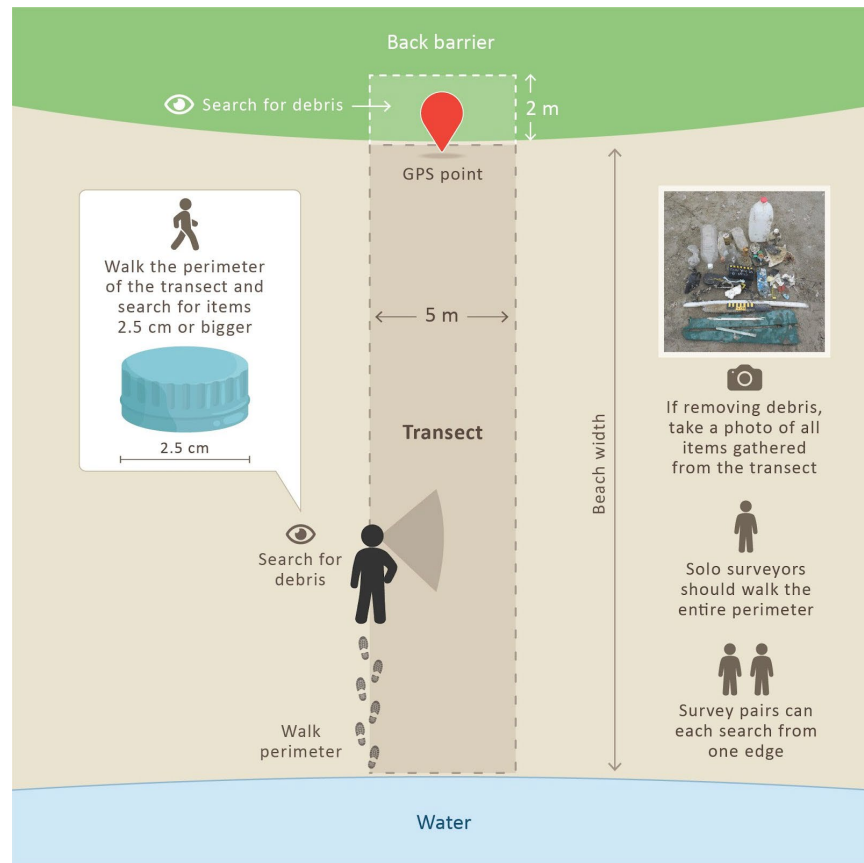 Back barrier
Search for debris
2 m
GPS point
Walk the perimeter
of the transect and
search for items
2.5 cm or bigger
2.5 cm
5 m
Transect
Beach width
Search for
debris
Walk
perimeter
If removing debris,
take a photo of all
items gathered
from the transect
Solo surveyors
should walk the
entire perimeter
Survey pairs can
each search from
one edge
Water